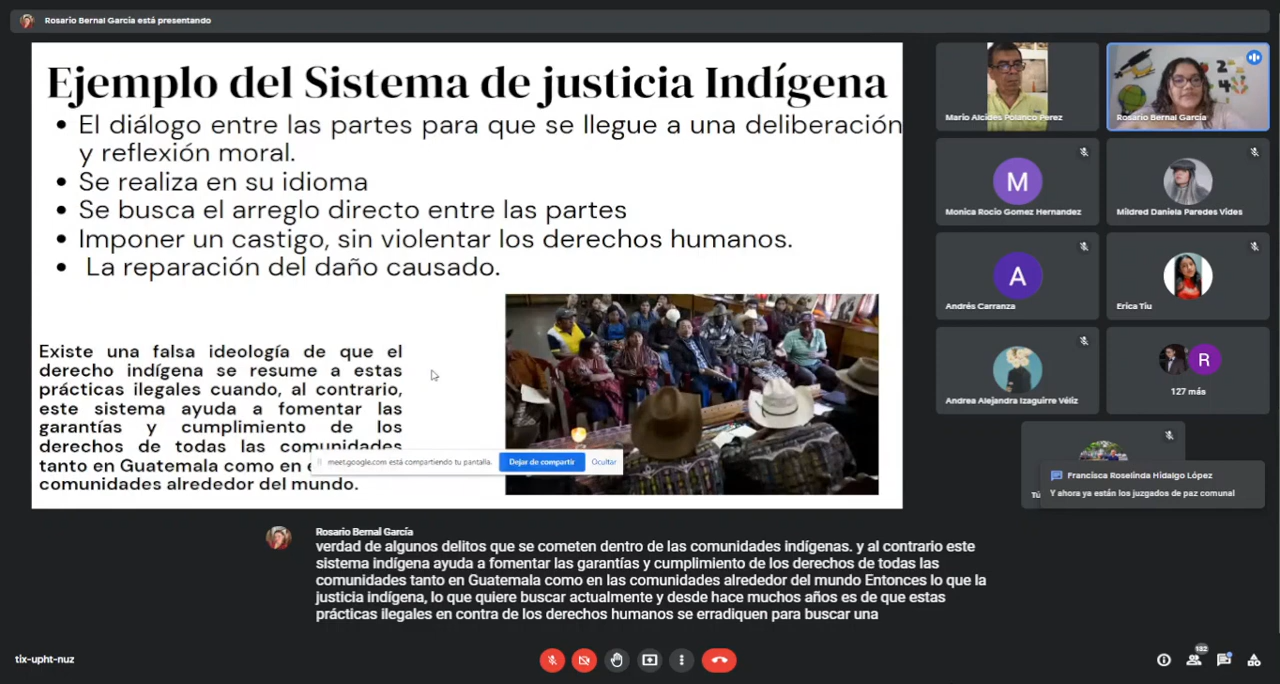 Rosario Bernal García está presentando
Ejemplo del Sistema de justicia Indígena
• El diálogo entre las partes para que se llegue a una deliberación
y reflexión moral.
• Se realiza en su idioma
• Se busca el arreglo directo entre las partes
• Imponer un castigo, sin violentar los derechos humanos.
• La reparación del daño causado.
Existe una falsa ideología de que el
derecho indígena se resume a estas
prácticas ilegales cuando, al contrario,
este sistema ayuda a fomentar las
garantías y cumplimiento de los
derechos de todas las comunidades
tanto en Guatemala como en
comunidades alrededor del mundo.
meet.google.com está compartiendo tu pantalla.
Dejar de compartir
Ocultar
Mario Alcides Polanco Perez
Rosario Bernal García
M
Monica Rocio Gomez Hernandez
Mildred Daniela Paredes Vides
A
Andrés Carranza
Erica Tiu
Andrea Alejandra Izaguirre Véliz
R
127 más
Tú
Francisca Roselinda Hidalgo López
Y ahora ya están los juzgados de paz comunal
Rosario Bernal García
verdad de algunos delitos que se cometen dentro de las comunidades indígenas. y al contrario este
sistema indígena ayuda a fomentar las garantías y cumplimiento de los derechos de todas las
comunidades tanto en Guatemala como en las comunidades alrededor del mundo Entonces lo que la
justicia indígena, lo que quiere buscar actualmente y desde hace muchos años es de que estas
prácticas ilegales en contra de los derechos humanos se erradiquen para buscar una
tix-upht-nuz
132